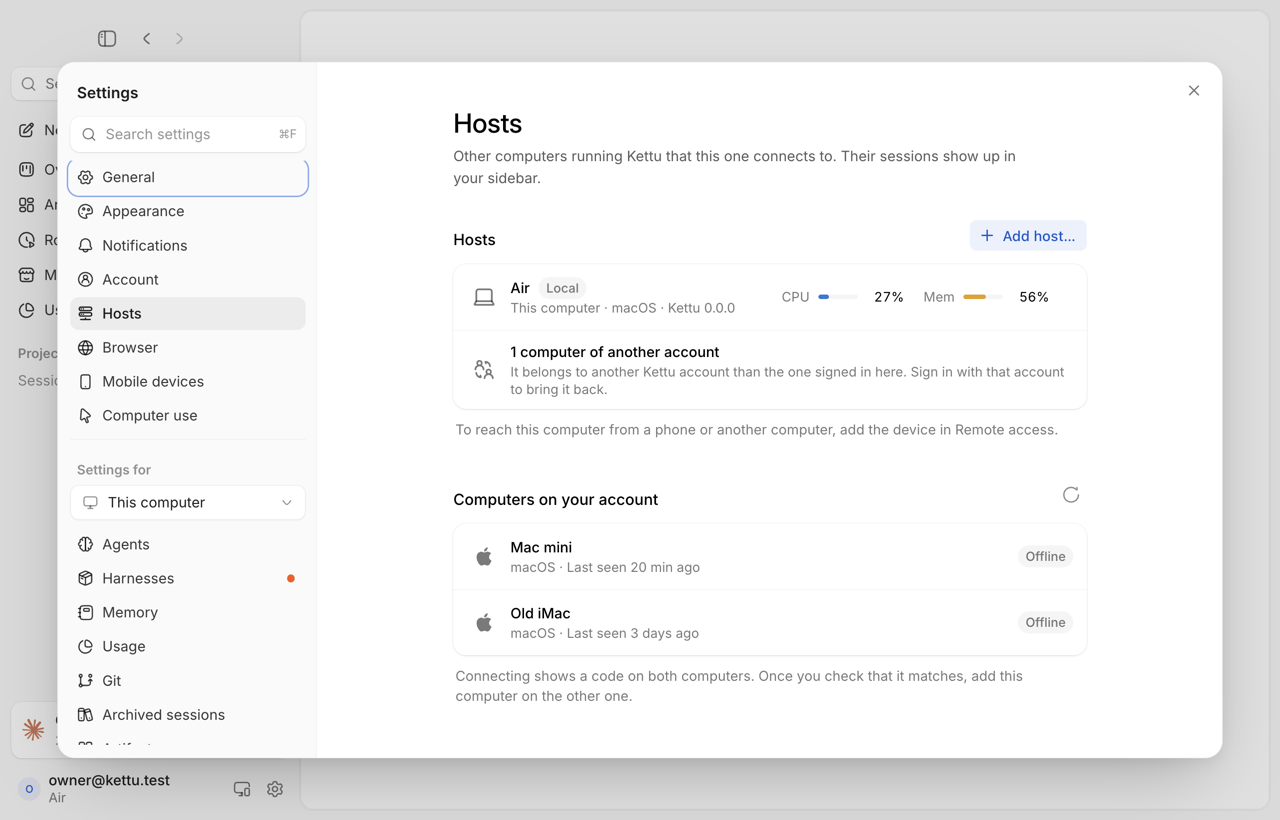 Settings
Search settings ⌘F
General
Appearance
Notifications
Account
Hosts
Browser
Mobile devices
Computer use
Settings for
This computer
Agents
Harnesses
Memory
Usage
Git
Archived sessions
owner@kettu.test
Air
O
Hosts
Other computers running Kettu that this one connects to. Their sessions show up in
your sidebar.
Hosts
Add host...
Air Local
This computer · macOS · Kettu 0.0.0
CPU 27% Mem 56%
1 computer of another account
It belongs to another Kettu account than the one signed in here. Sign in with that account
to bring it back.
To reach this computer from a phone or another computer, add the device in Remote access.
Computers on your account
Mac mini
macOS · Last seen 20 min ago
Offline
Old iMac
macOS · Last seen 3 days ago
Offline
Connecting shows a code on both computers. Once you check that it matches, add this
computer on the other one.